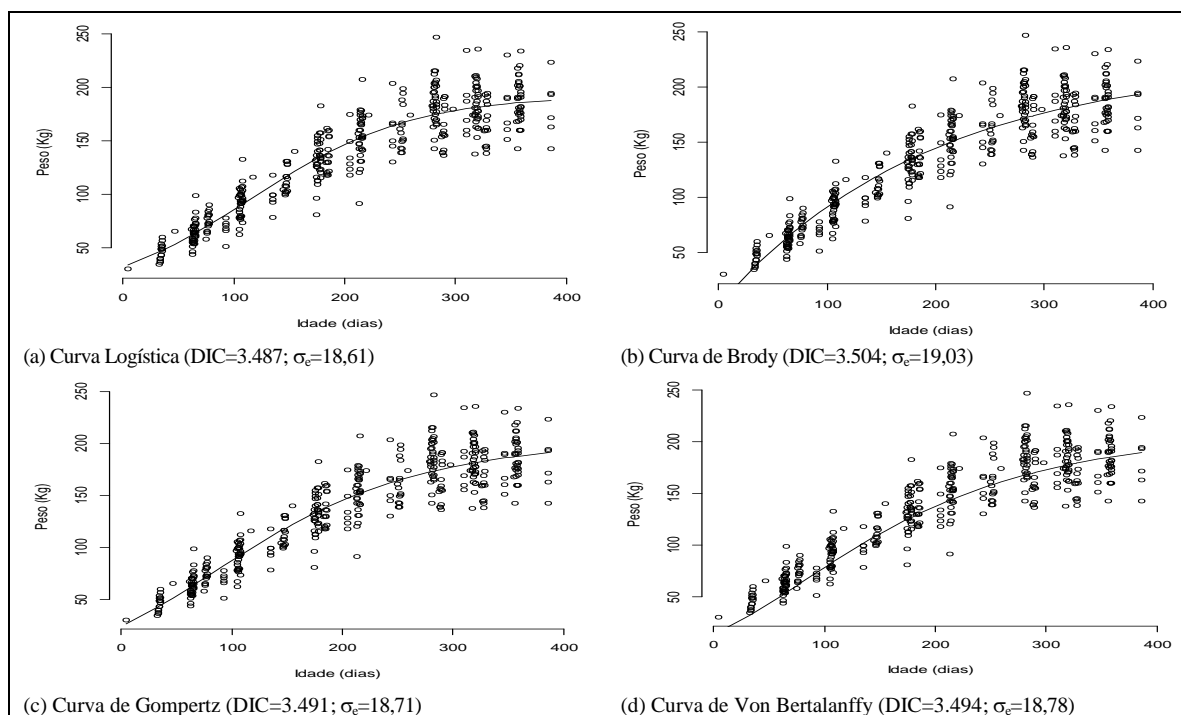 250
200
150
100
50
Peso (Kg)
0 100 200 300 400
Idade (dias)
(a) Curva Logística (DIC=3.487; σe=18,61)
250
200
150
100
50
Peso (Kg)
0 100 200 300 400
Idade (dias)
(b) Curva de Brody (DIC=3.504; σe=19,03)
250
200
150
100
50
Peso (Kg)
0 100 200 300 400
Idade (dias)
(c) Curva de Gompertz (DIC=3.491; σe=18,71)
250
200
150
100
50
Peso (Kg)
0 100 200 300 400
Idade (dias)
(d) Curva de Von Bertalanffy (DIC=3.494; σe=18,78)